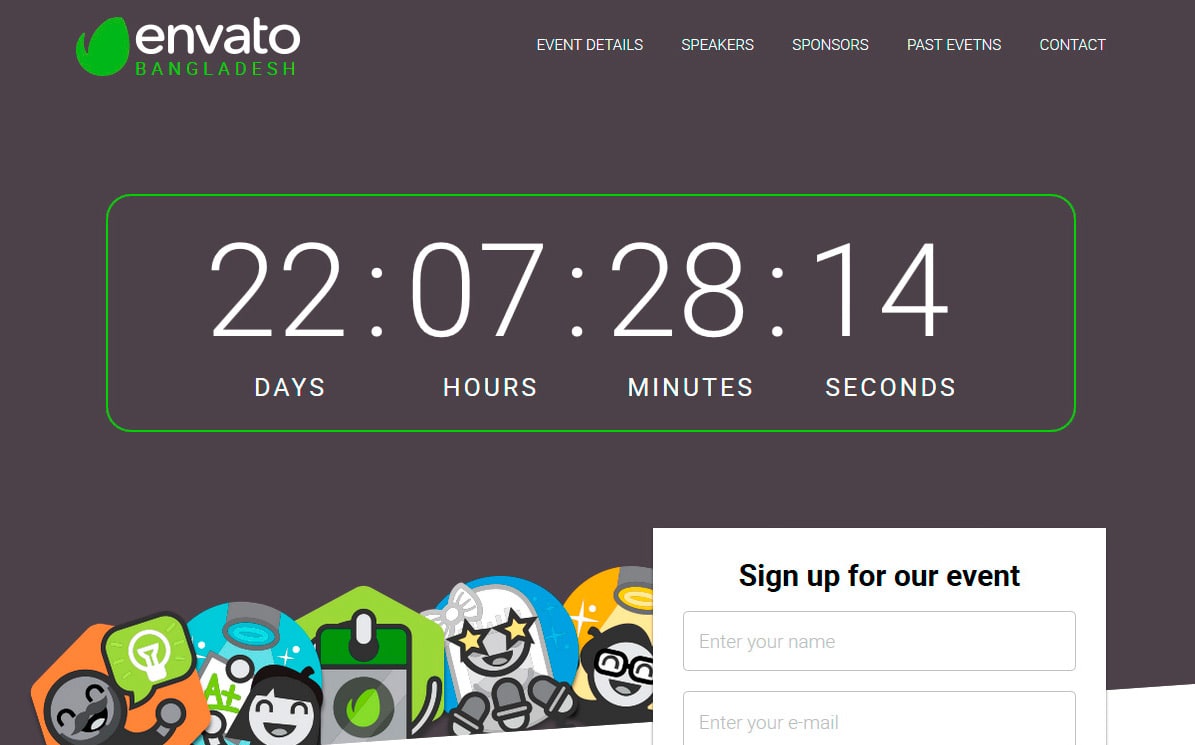 envato
BANGLADESH
EVENT DETAILS SPEAKERS SPONSORS PAST EVETNS CONTACT
22:07:28:14
DAYS HOURS MINUTES SECONDS
Sign up for our event
Enter your name
Enter your e-mail
A+